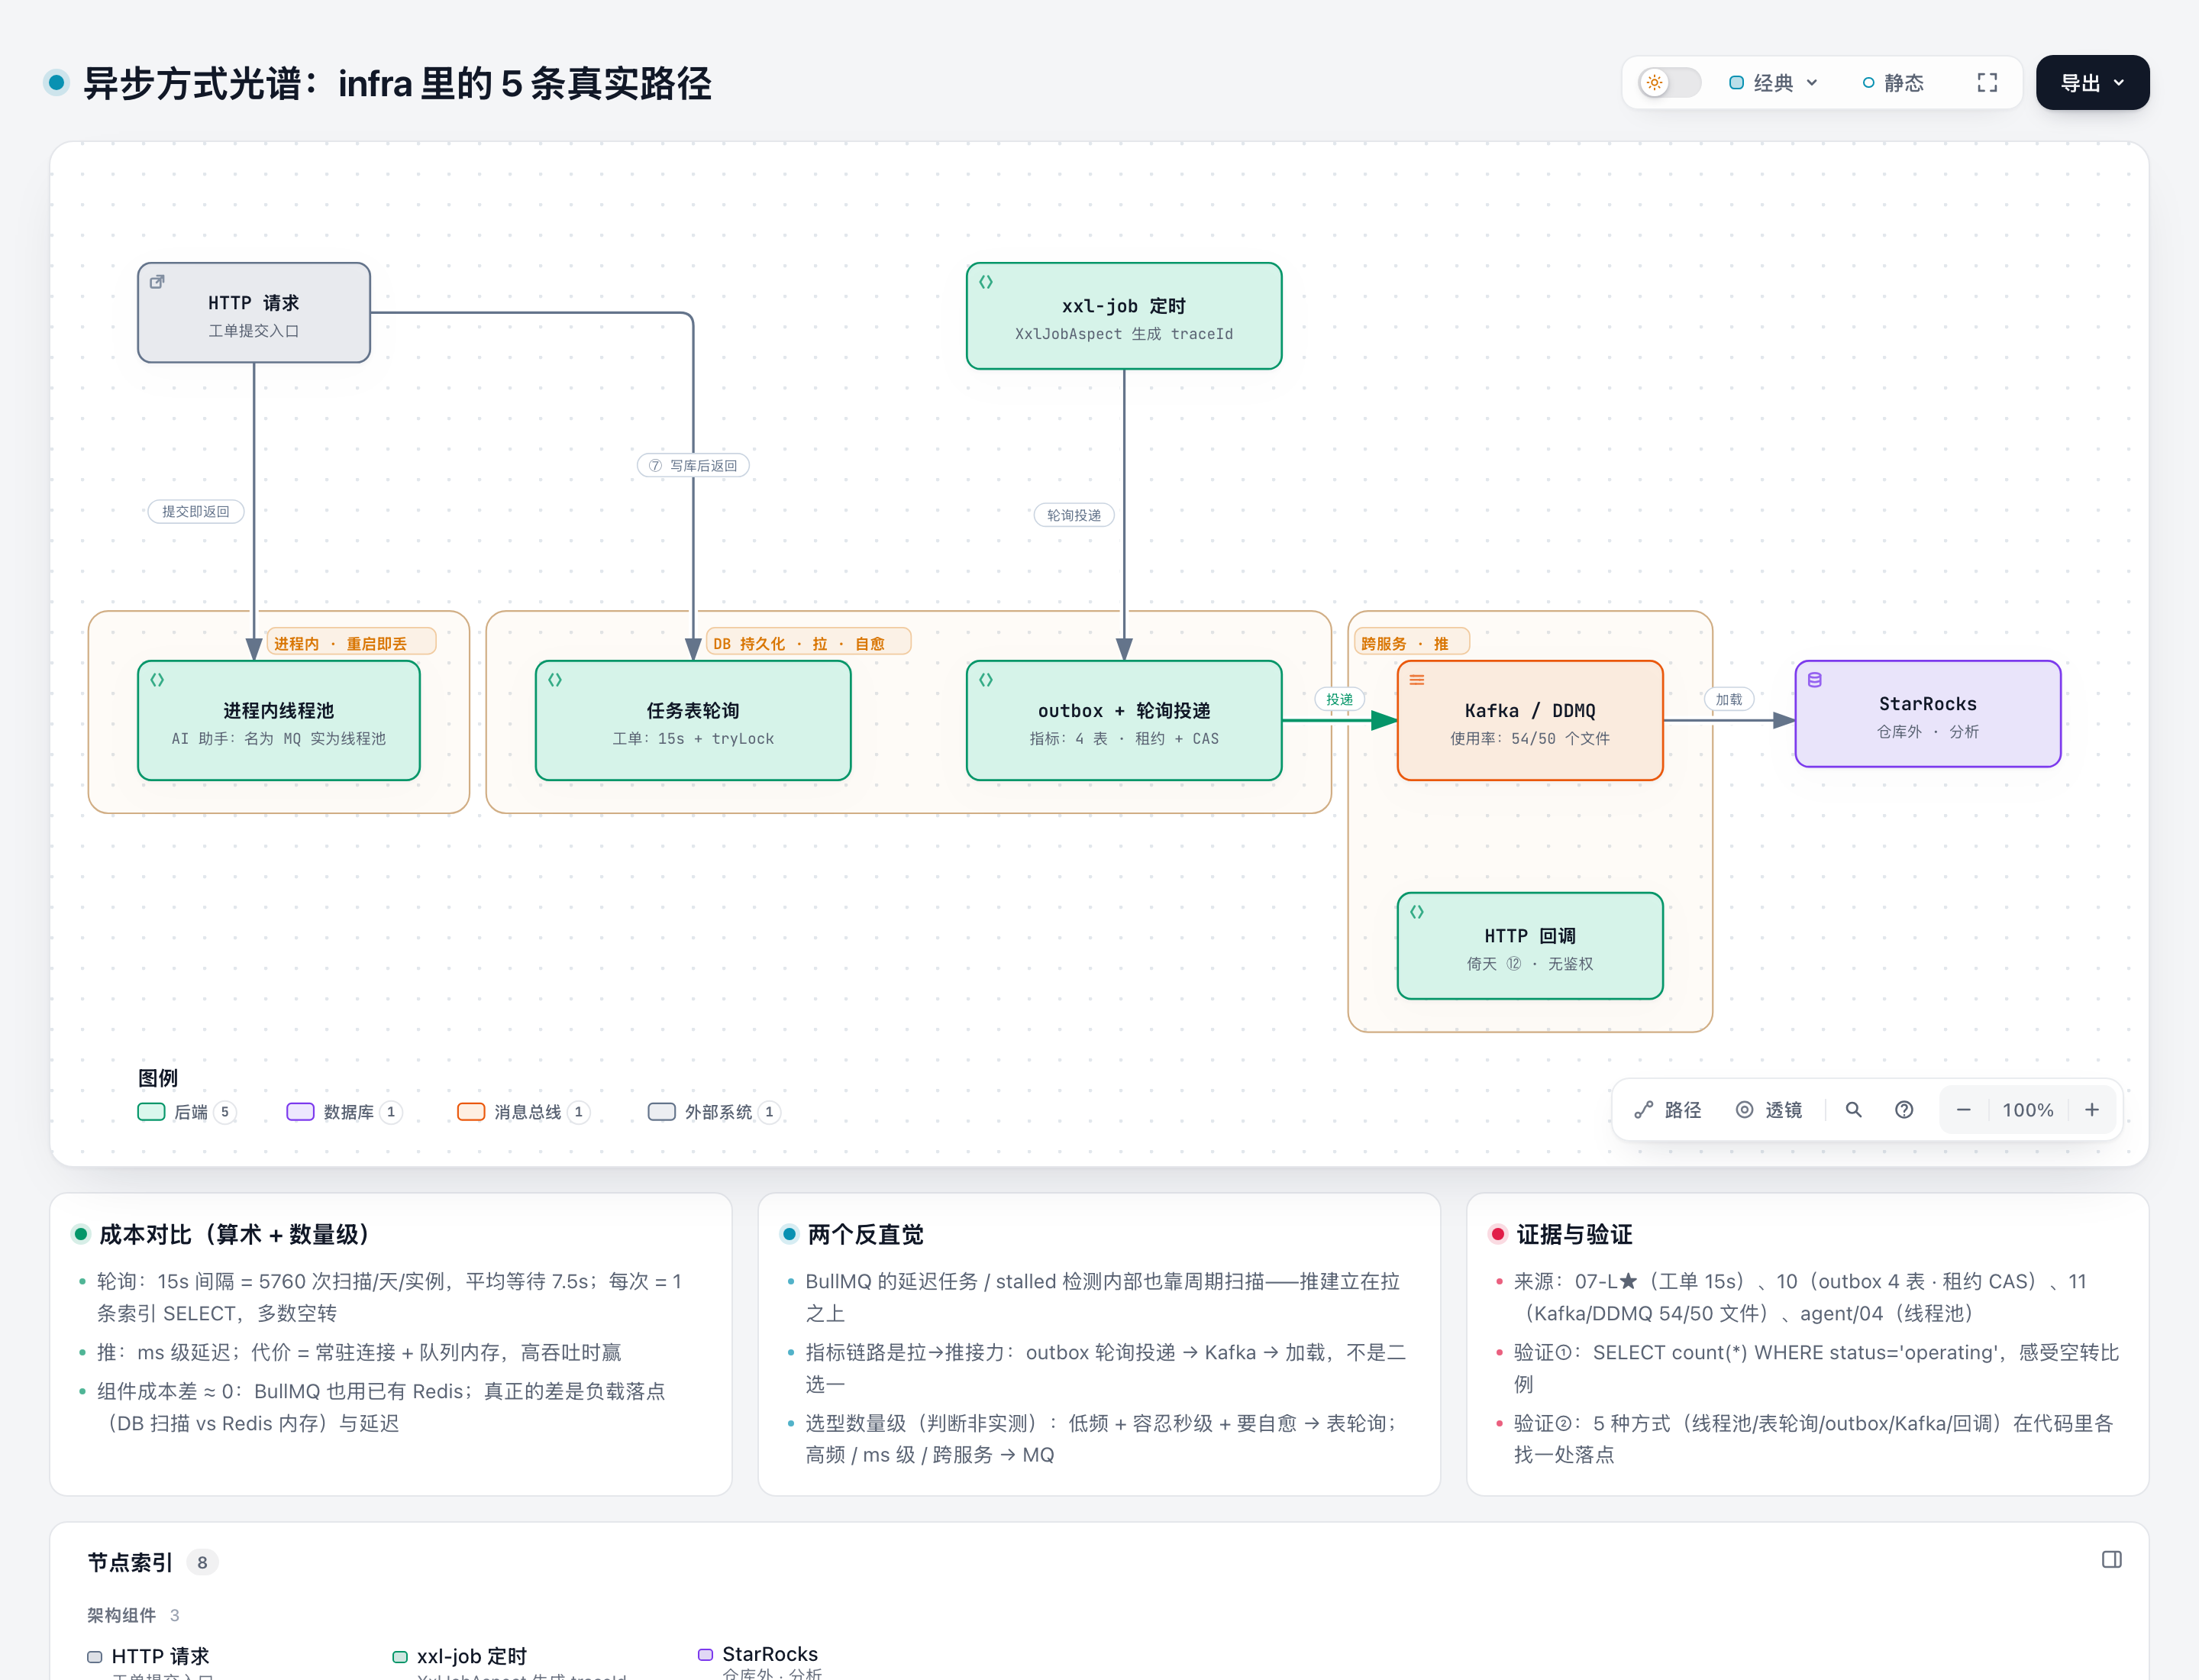 异步方式光谱：infra 里的 5 条真实路径
经典
静态
导出
HTTP 请求
工单提交入口
xxl-job 定时
XxlJobAspect 生成 traceId
⑦ 写库后返回
提交即返回
轮询投递
进程内 · 重启即丢
DB 持久化 · 拉 · 自愈
跨服务 · 推
进程内线程池
AI 助手：名为 MQ 实为线程池
任务表轮询
工单：15s + tryLock
outbox + 轮询投递
指标：4 表 · 租约 + CAS
投递
Kafka / DDMQ
使用率：54/50 个文件
加载
StarRocks
仓库外 · 分析
HTTP 回调
倚天 ⑫ · 无鉴权
图例
后端 5
数据库 1
消息总线 1
外部系统 1
路径
透镜
100%
成本对比（算术 + 数量级）
轮询：15s 间隔 = 5760 次扫描/天/实例，平均等待 7.5s；每次 = 1
条索引 SELECT，多数空转
推：ms 级延迟；代价 = 常驻连接 + 队列内存，高吞吐时赢
组件成本差 ≈ 0：BullMQ 也用已有 Redis；真正的差是负载落点
（DB 扫描 vs Redis 内存）与延迟
两个反直觉
BullMQ 的延迟任务 / stalled 检测内部也靠周期扫描——推建立在拉
之上
指标链路是拉→推接力：outbox 轮询投递 → Kafka → 加载，不是二
选一
选型数量级（判断非实测）：低频 + 容忍秒级 + 要自愈 → 表轮询；
高频 / ms 级 / 跨服务 → MQ
证据与验证
来源：07-L★（工单 15s）、10（outbox 4 表 · 租约 CAS）、11
（Kafka/DDMQ 54/50 文件）、agent/04（线程池）
验证①：SELECT count(*) WHERE status='operating'，感受空转比
例
验证②：5 种方式（线程池/表轮询/outbox/Kafka/回调）在代码里各
找一处落点
节点索引 8
架构组件 3
HTTP 请求
工单提交入口
xxl-job 定时
XxlJobAspect 生成 traceId
StarRocks
仓库外 · 分析